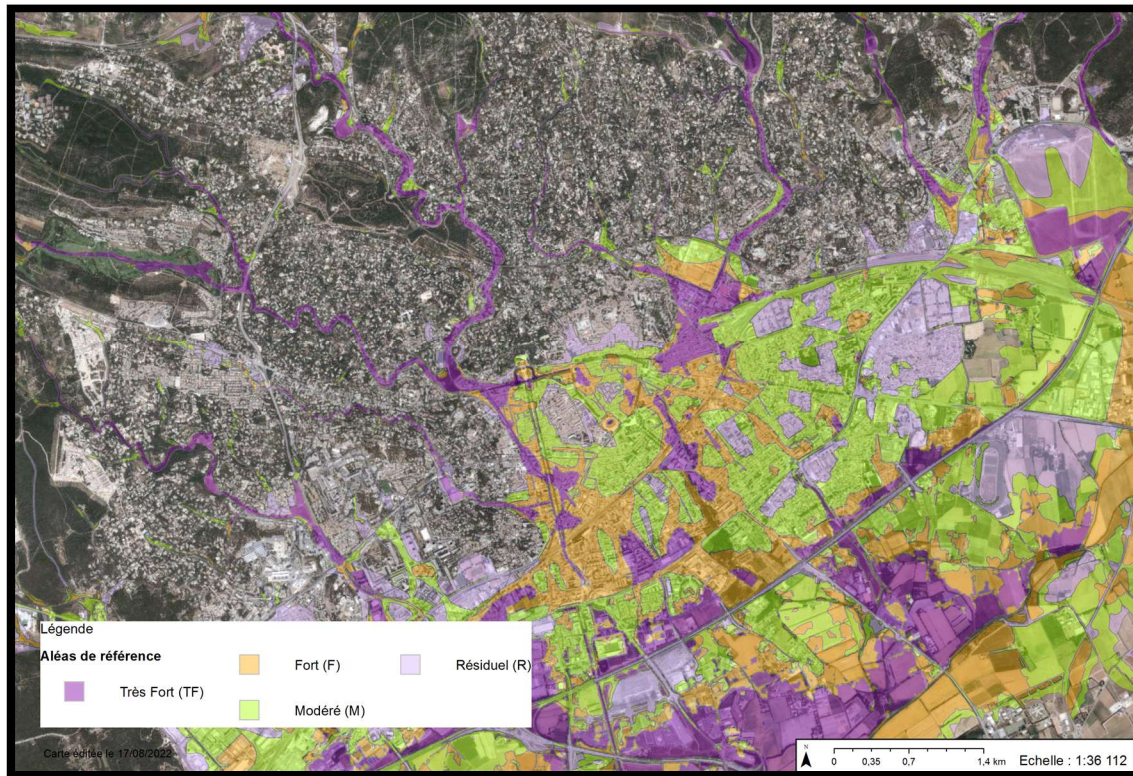 Légende
Aléas de référence
Très Fort (TF)
Fort (F)
Modéré (M)
Résiduel (R)
Carte éditée le 17/08/2022
N
0 0,35 0,7 1,4 km
Echelle : 1:36 112